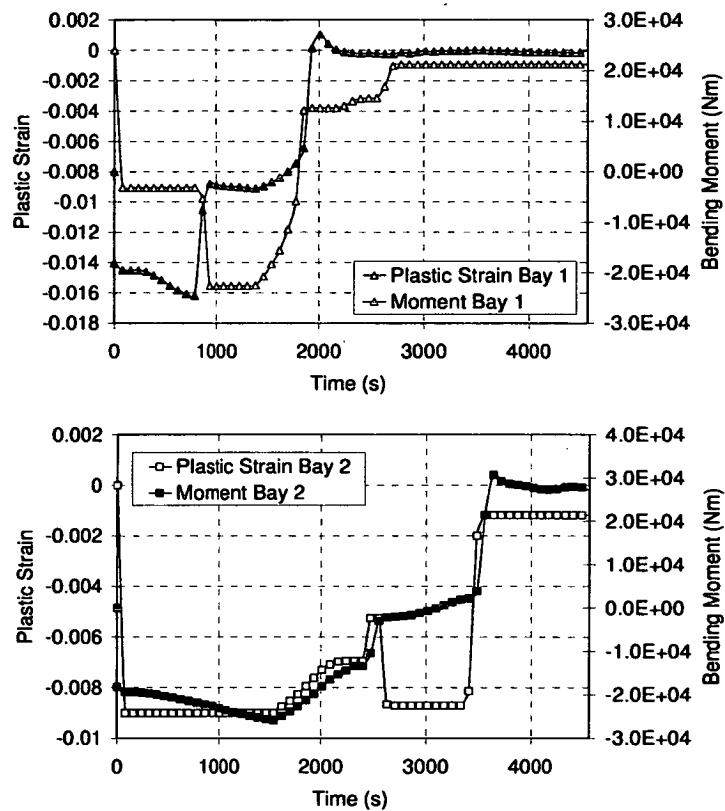 0.002
0
-0.002
-0.004
-0.006
-0.008
-0.01
-0.012
-0.014
-0.016
-0.018
Plastic Strain
3.0E+04
2.0E+04
1.0E+04
0.0E+00
-1.0E+04
-2.0E+04
-3.0E+04
Bending Moment (Nm)
Plastic Strain Bay 1
Moment Bay 1
0 1000 2000 3000 4000
Time (s)
0.002
0
-0.002
-0.004
-0.006
-0.008
-0.01
Plastic Strain
4.0E+04
3.0E+04
2.0E+04
1.0E+04
0.0E+00
-1.0E+04
-2.0E+04
-3.0E+04
Bending Moment (Nm)
Plastic Strain Bay 2
Moment Bay 2
0 1000 2000 3000 4000
Time (s)